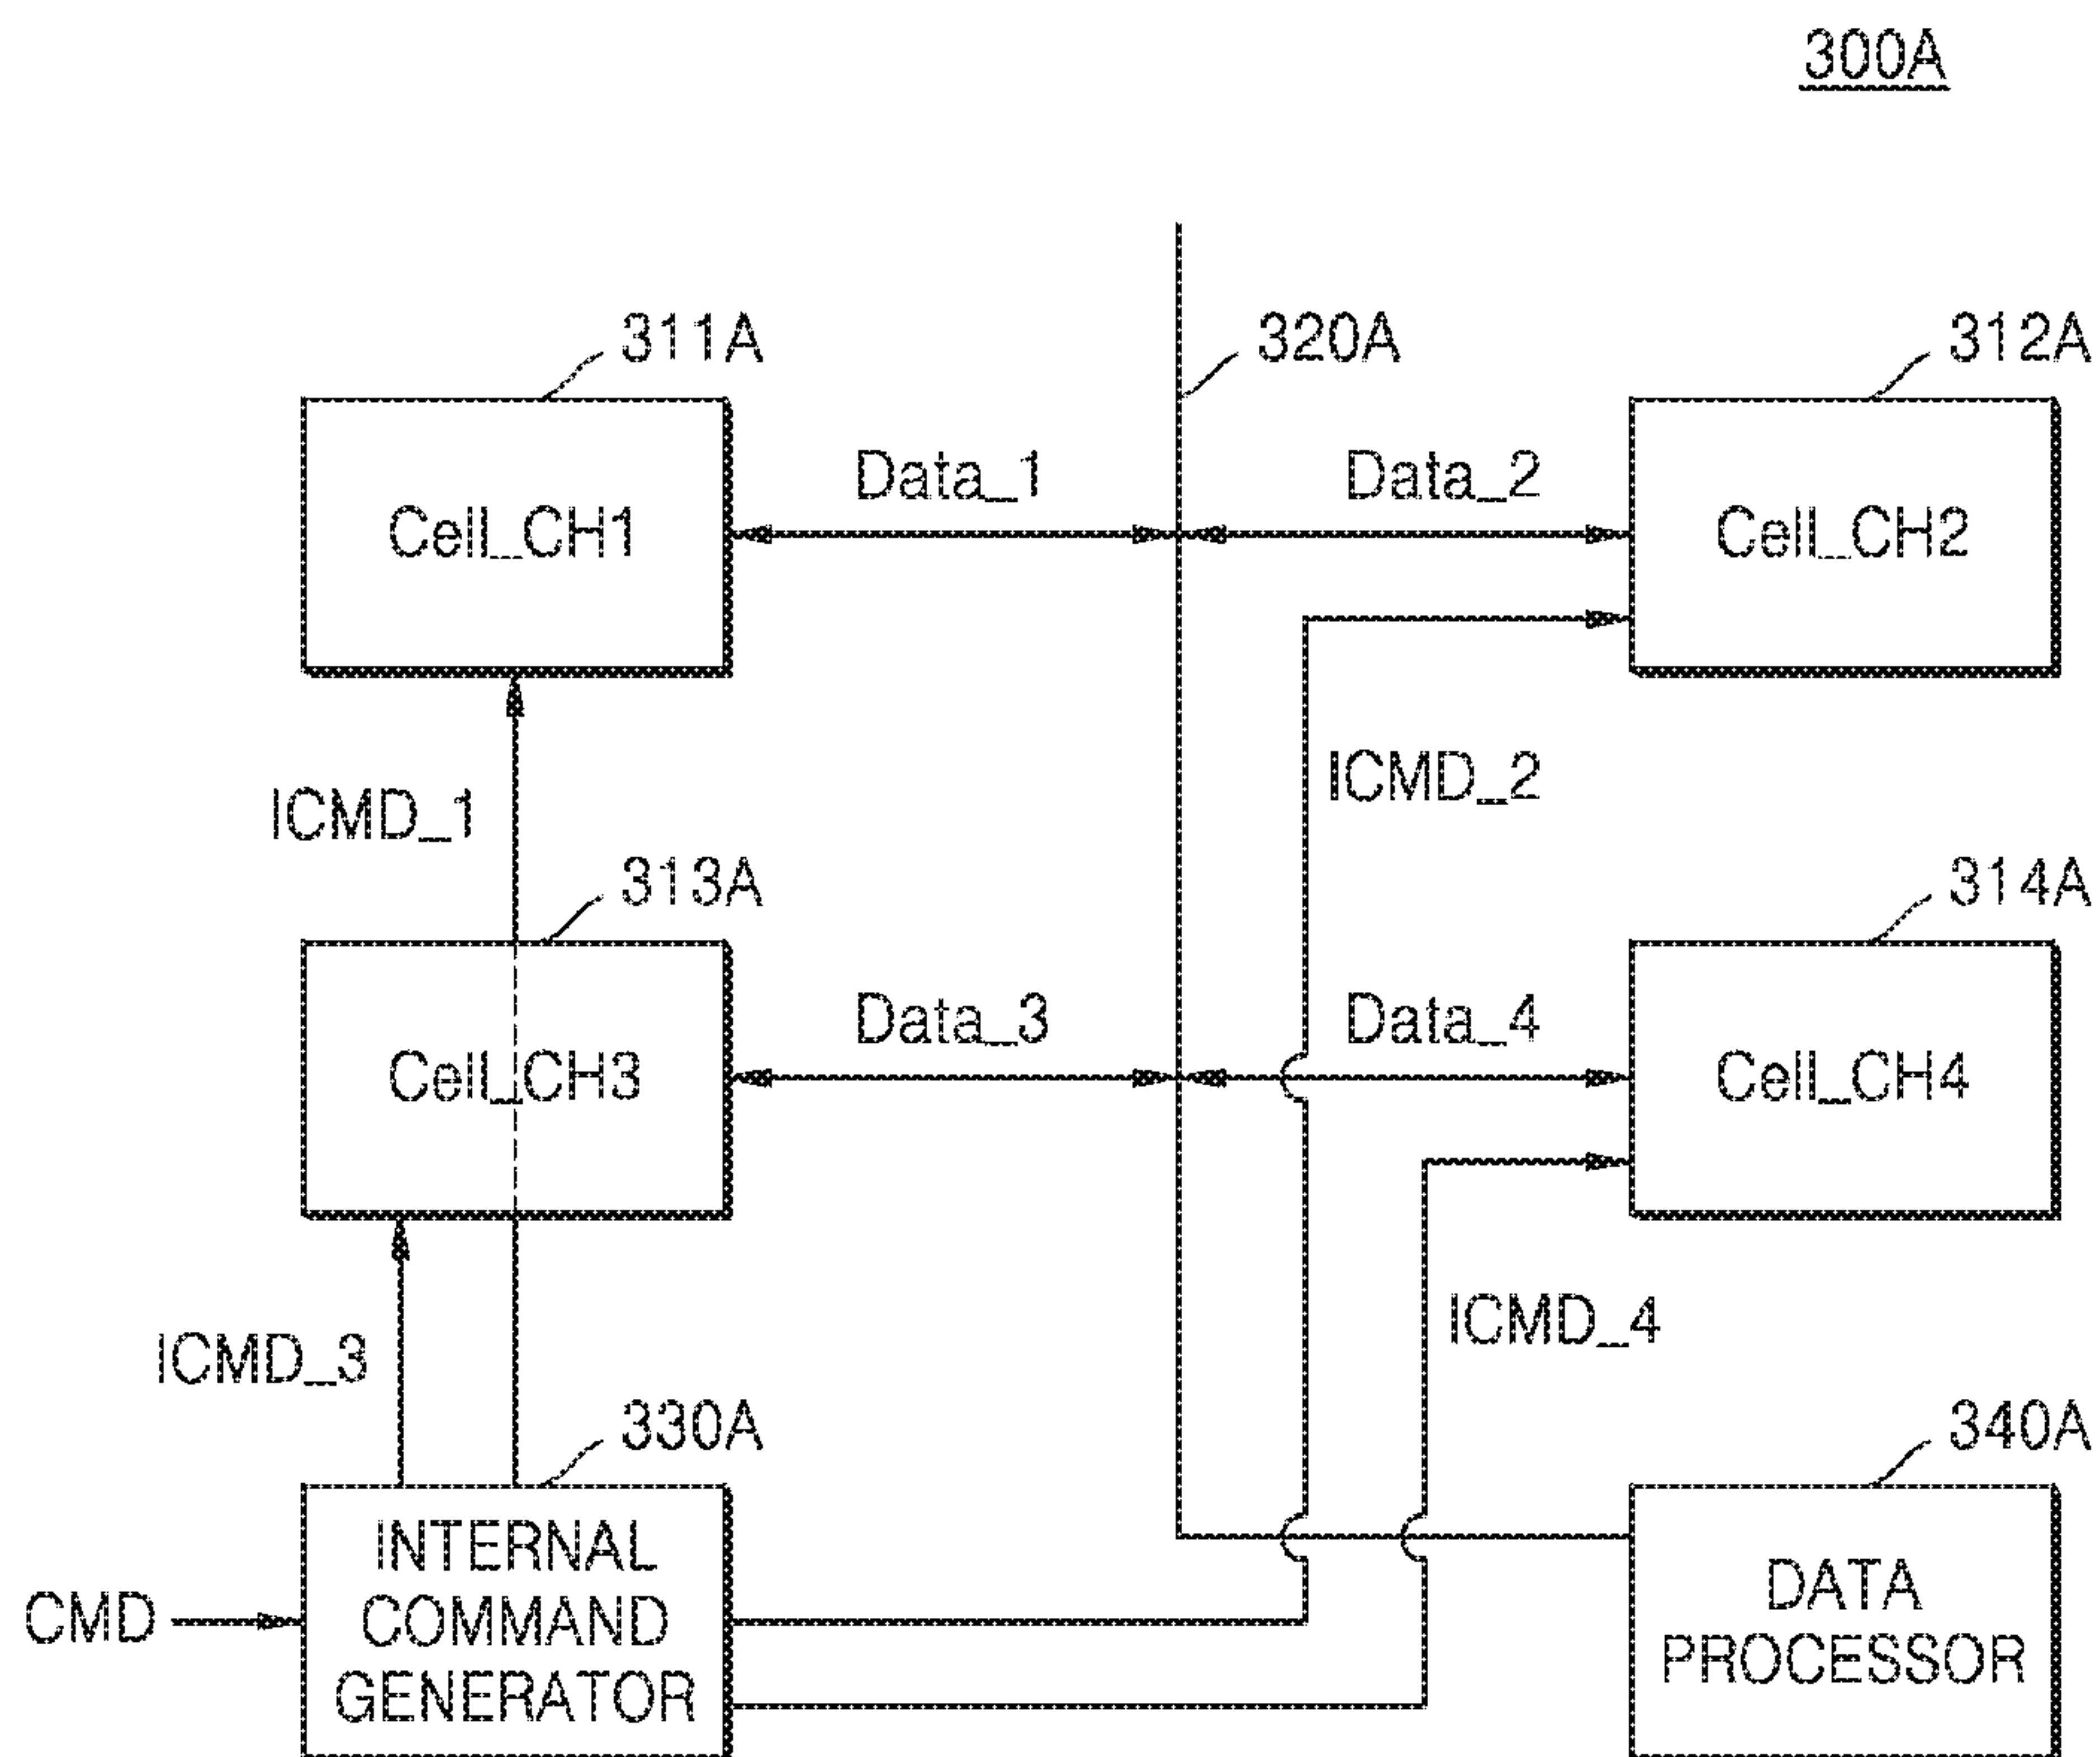 300A
311A
320A
312A
Data_1
Data_2
Cell_CH1
Cell_CH2
ICMD_1
ICMD_2
313A
314A
Data_3
Data_4
Cell_CH3
Cell_CH4
ICMD_3
ICMD_4
330A
340A
CMD
INTERNAL
COMMAND
GENERATOR
DATA
PROCESSOR